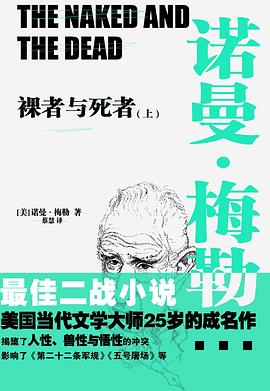 THE NAKED AND
THE DEAD
诺曼·梅勒
裸者与死者(上)
[美]诺曼·梅勒 著
蔡慧 译
最佳二战小说
美国当代文学大师25岁的成名作
揭橥了人性、兽性与悟性的冲突
影响了《第二十二条军规》《五号屠场》等